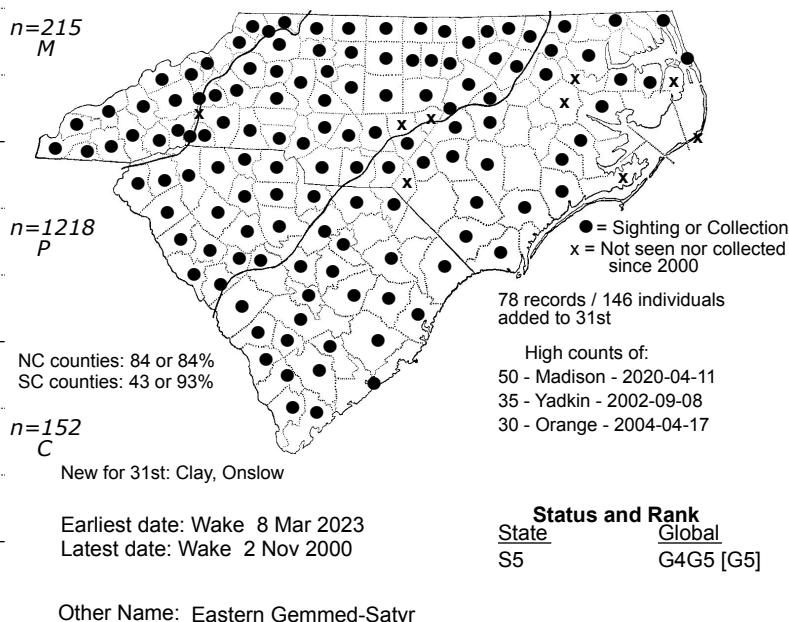 n=215
M
n=1218
P
n=152
C
● = Sighting or Collection
x = Not seen nor collected
since 2000
78 records / 146 individuals
added to 31st
High counts of:
50 - Madison - 2020-04-11
35 - Yadkin - 2002-09-08
30 - Orange - 2004-04-17
NC counties: 84 or 84%
SC counties: 43 or 93%
New for 31st: Clay, Onslow
Earliest date: Wake 8 Mar 2023
Latest date: Wake 2 Nov 2000
Status and Rank
State Global
S5 G4G5 [G5]
Other Name: Eastern Gemmed-Satyr